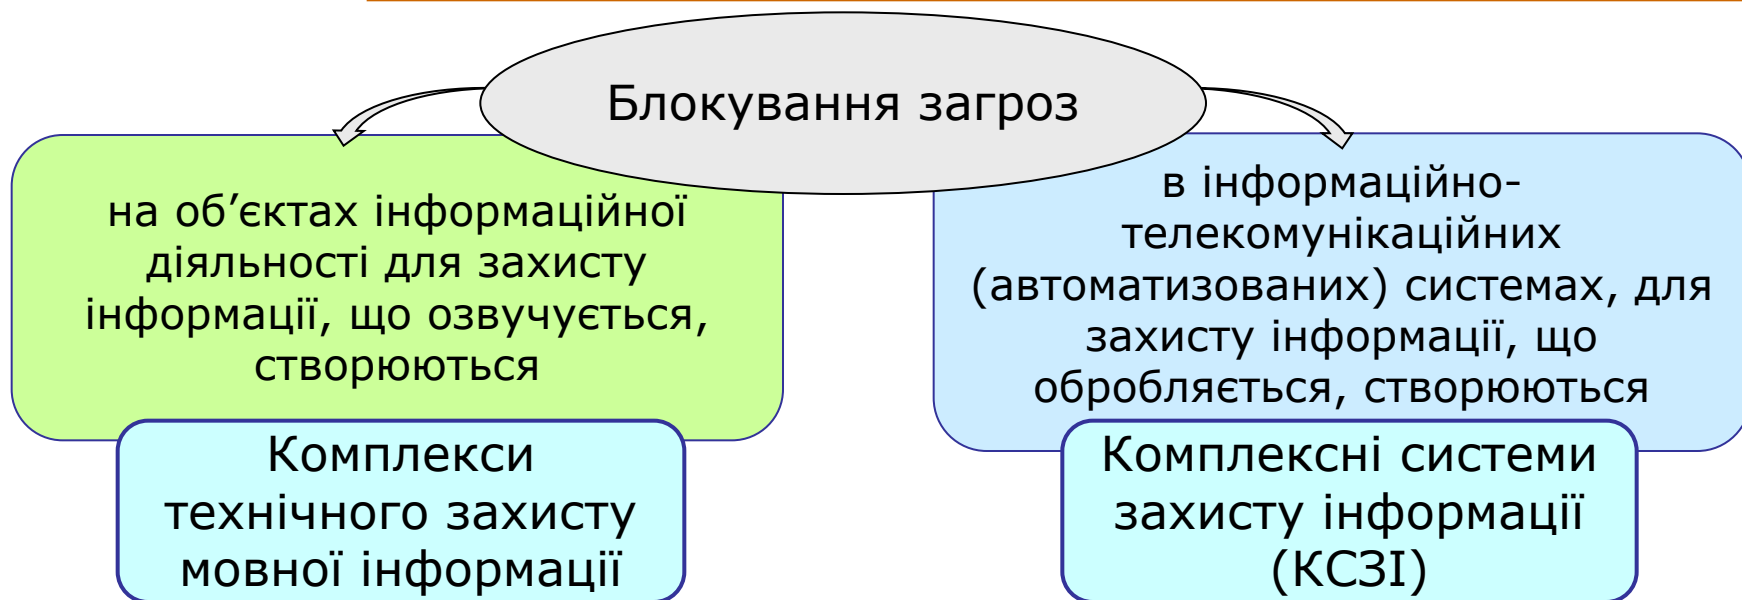 Блокування загроз
на об’єктах інформаційної
діяльності для захисту
інформації, що озвучується,
створюються
Комплекси
технічного захисту
мовної інформації
в інформаційно-
телекомунікаційних
(автоматизованих) системах, для
захисту інформації, що
обробляється, створюються
Комплексні системи
захисту інформації
(КСЗІ)